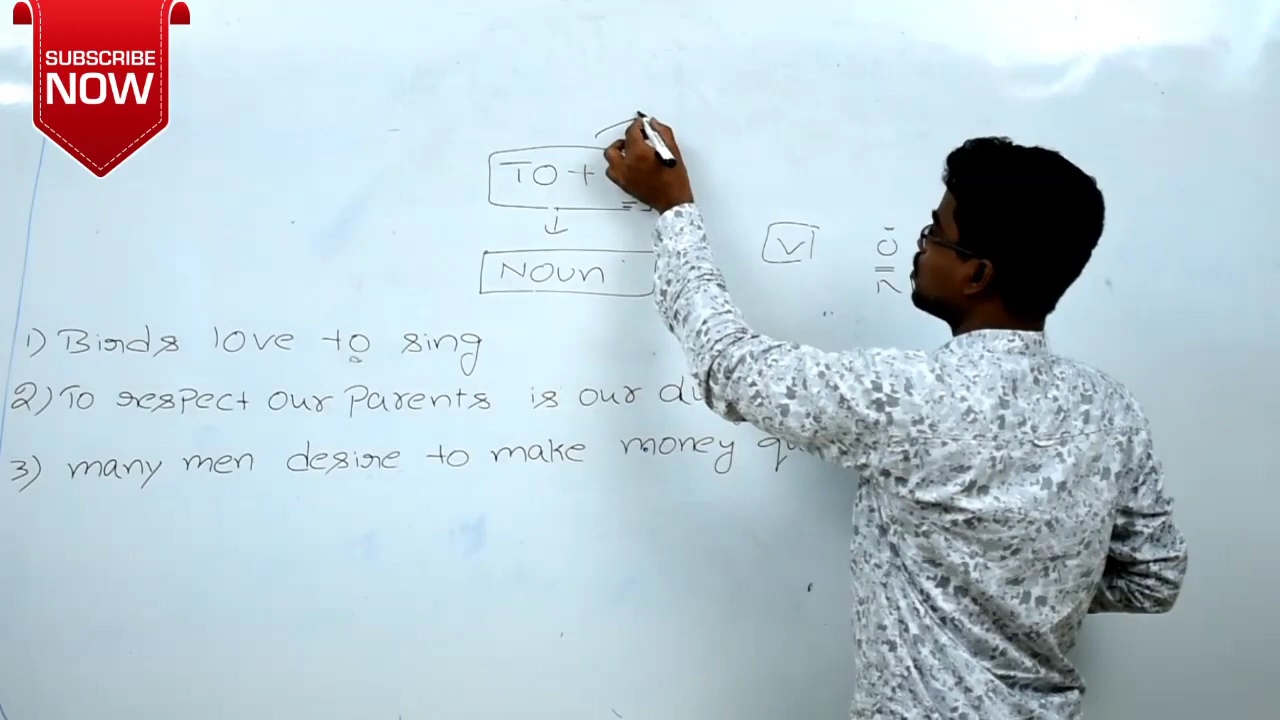 SUBSCRIBE
NOW
TO +
V
NOUn
1) Birds love to sing
2) To respect our Parents is our
3) many men desire to make money